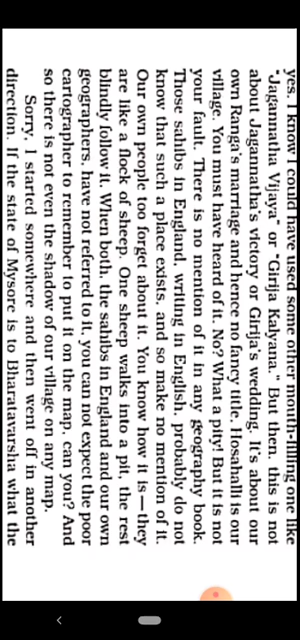 yes. I know I could have used some other mouth-filling one like
"Jagannatha Vijaya" or "Girija Kalyana." But then, this is not
about Jagannatha's victory or Girija's wedding. It's about our
own Ranga's marriage and hence no fancy title. Hosahalli is our
village. You must have heard of it. No? What a pity! But it is not
your fault. There is no mention of it in any geography book.
Those sahibs in England, writing in English, probably do not
know that such a place exists, and so make no mention of it.
Our own people too forget about it. You know how it is — they
are like a flock of sheep. One sheep walks into a pit, the rest
blindly follow it. When both, the sahibs in England and our own
geographers, have not referred to it, you can not expect the poor
cartographer to remember to put it on the map, can you? And
so there is not even the shadow of our village on any map.
Sorry, I started somewhere and then went off in another
direction. If the state of Mysore is to Bharatavarsha what the